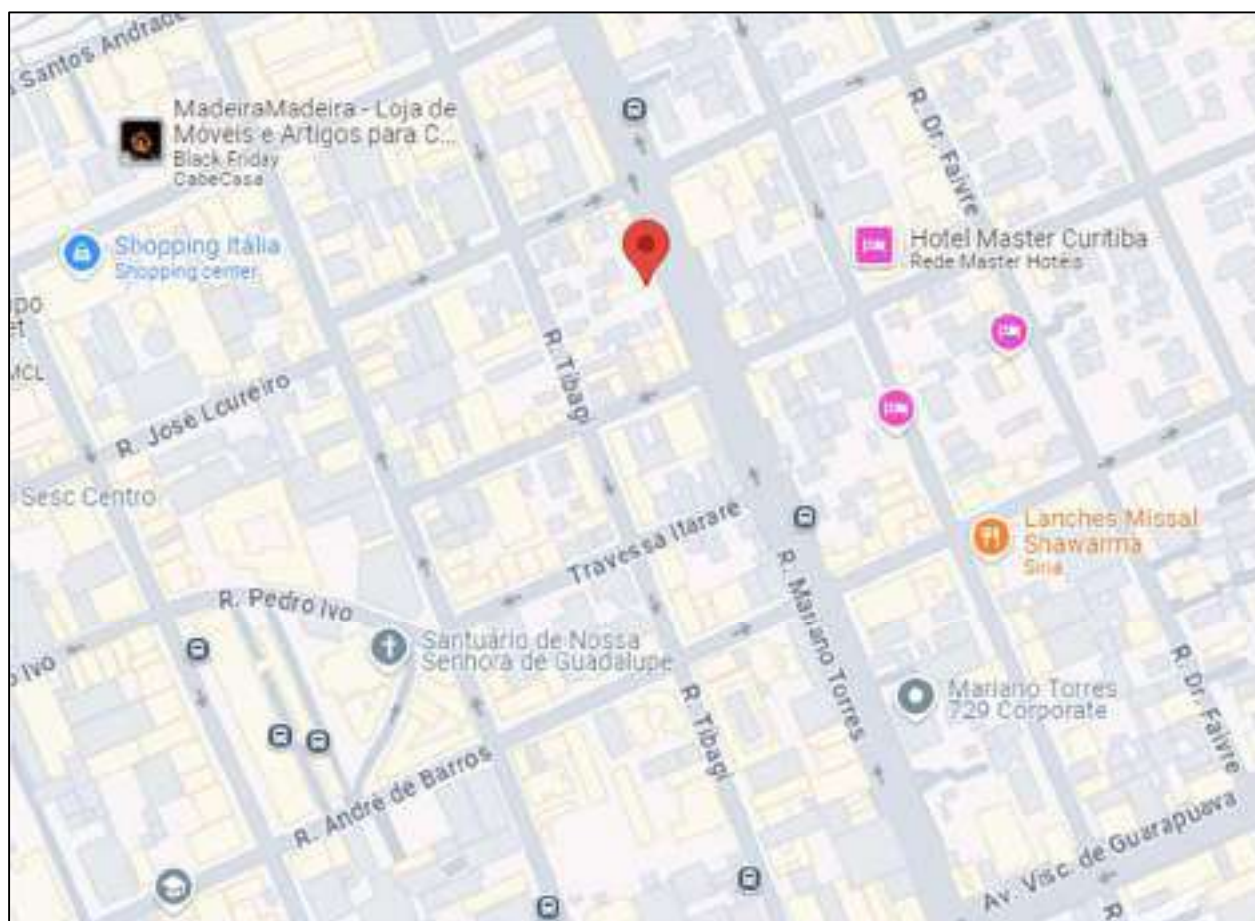 Santos Andrade
MadeiraMadeira - Loja de
Móveis e Artigos para C...
Black Friday
CabeCasa
R. Dr. Faivre
Shopping Itália
Shopping center
Hotel Master Curitiba
Rede Master Hotéis
MCL
R. Tibagi
R. José Loureiro
Sesc Centro
Travessa Itararé
Lanches Missal
Shawarma
Síria
R. Pedro Ivo
R. Mariano Torres
Santuário de Nossa
Senhora de Guadalupe
Ivo
R. Dr. Faivre
Mariano Torres
729 Corporate
R. Tibagi
R. André de Barros
Av. Visc. de Guarapuava
R